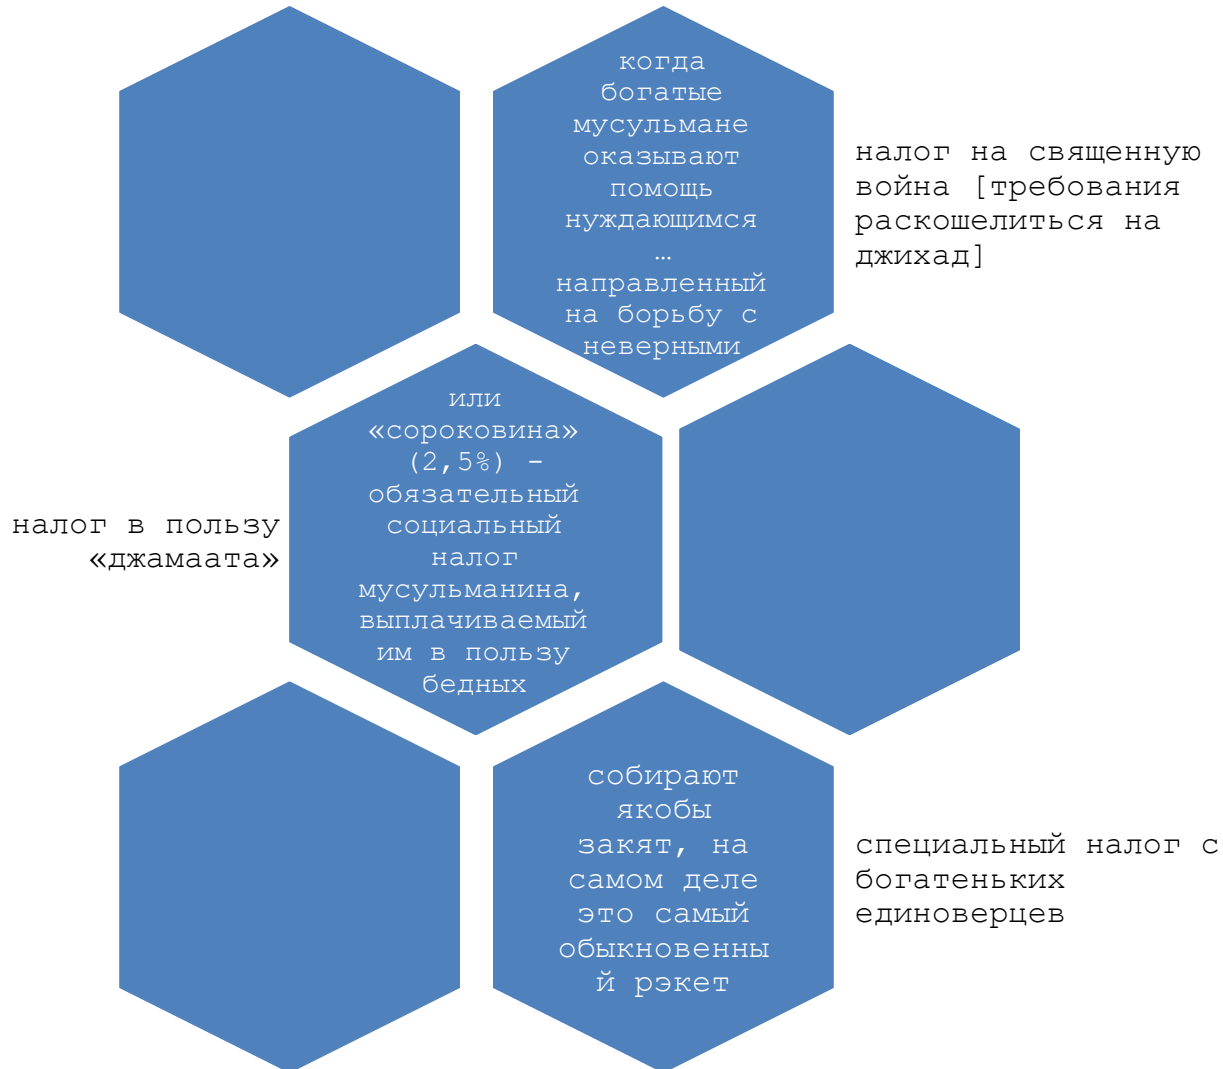 когда
богатые
мусульмане
оказывают
помощь
нуждающимся
…
направленный
на борьбу с
неверными
налог на священную
война [требования
раскошелиться на
джихад]
налог в пользу
«джамаата»
или
«сороковина»
(2,5%) -
обязательный
социальный
налог
мусульманина,
выплачиваемый
им в пользу
бедных
собирают
якобы
закят, на
самом деле
это самый
обыкновенны
й рэкет
специальный налог с
богатеньких
единоверцев